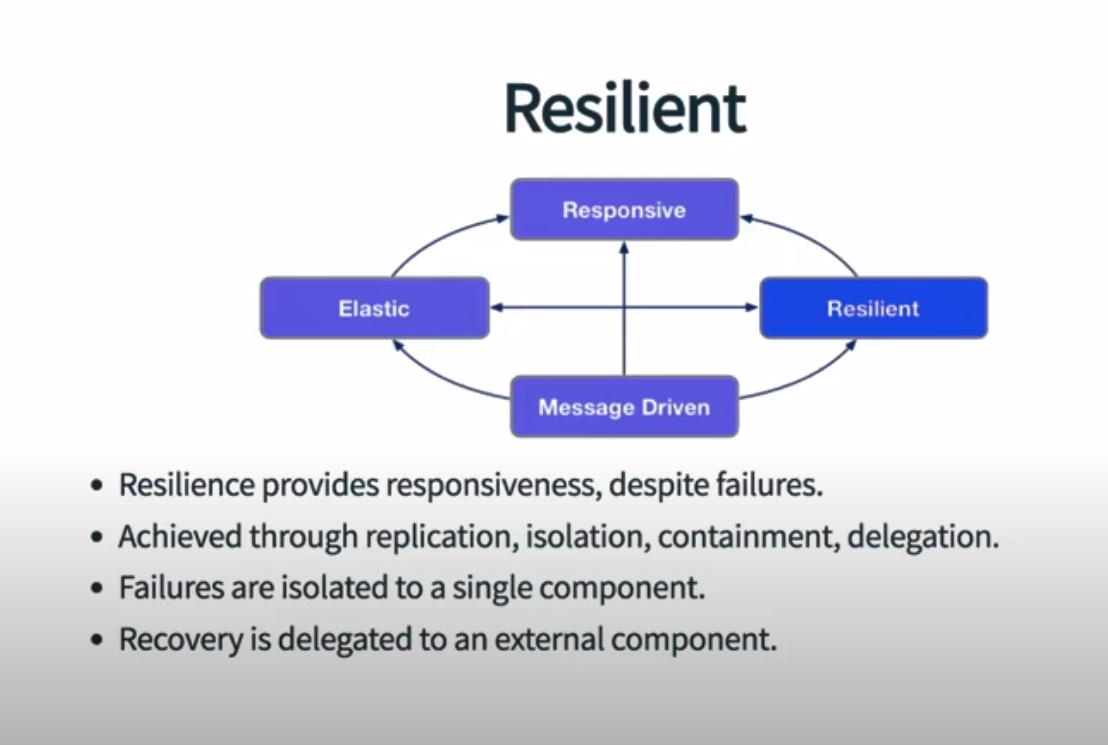 Resilient
Responsive
Elastic
Resilient
Message Driven
• Resilience provides responsiveness, despite failures.
• Achieved through replication, isolation, containment, delegation.
• Failures are isolated to a single component.
• Recovery is delegated to an external component.